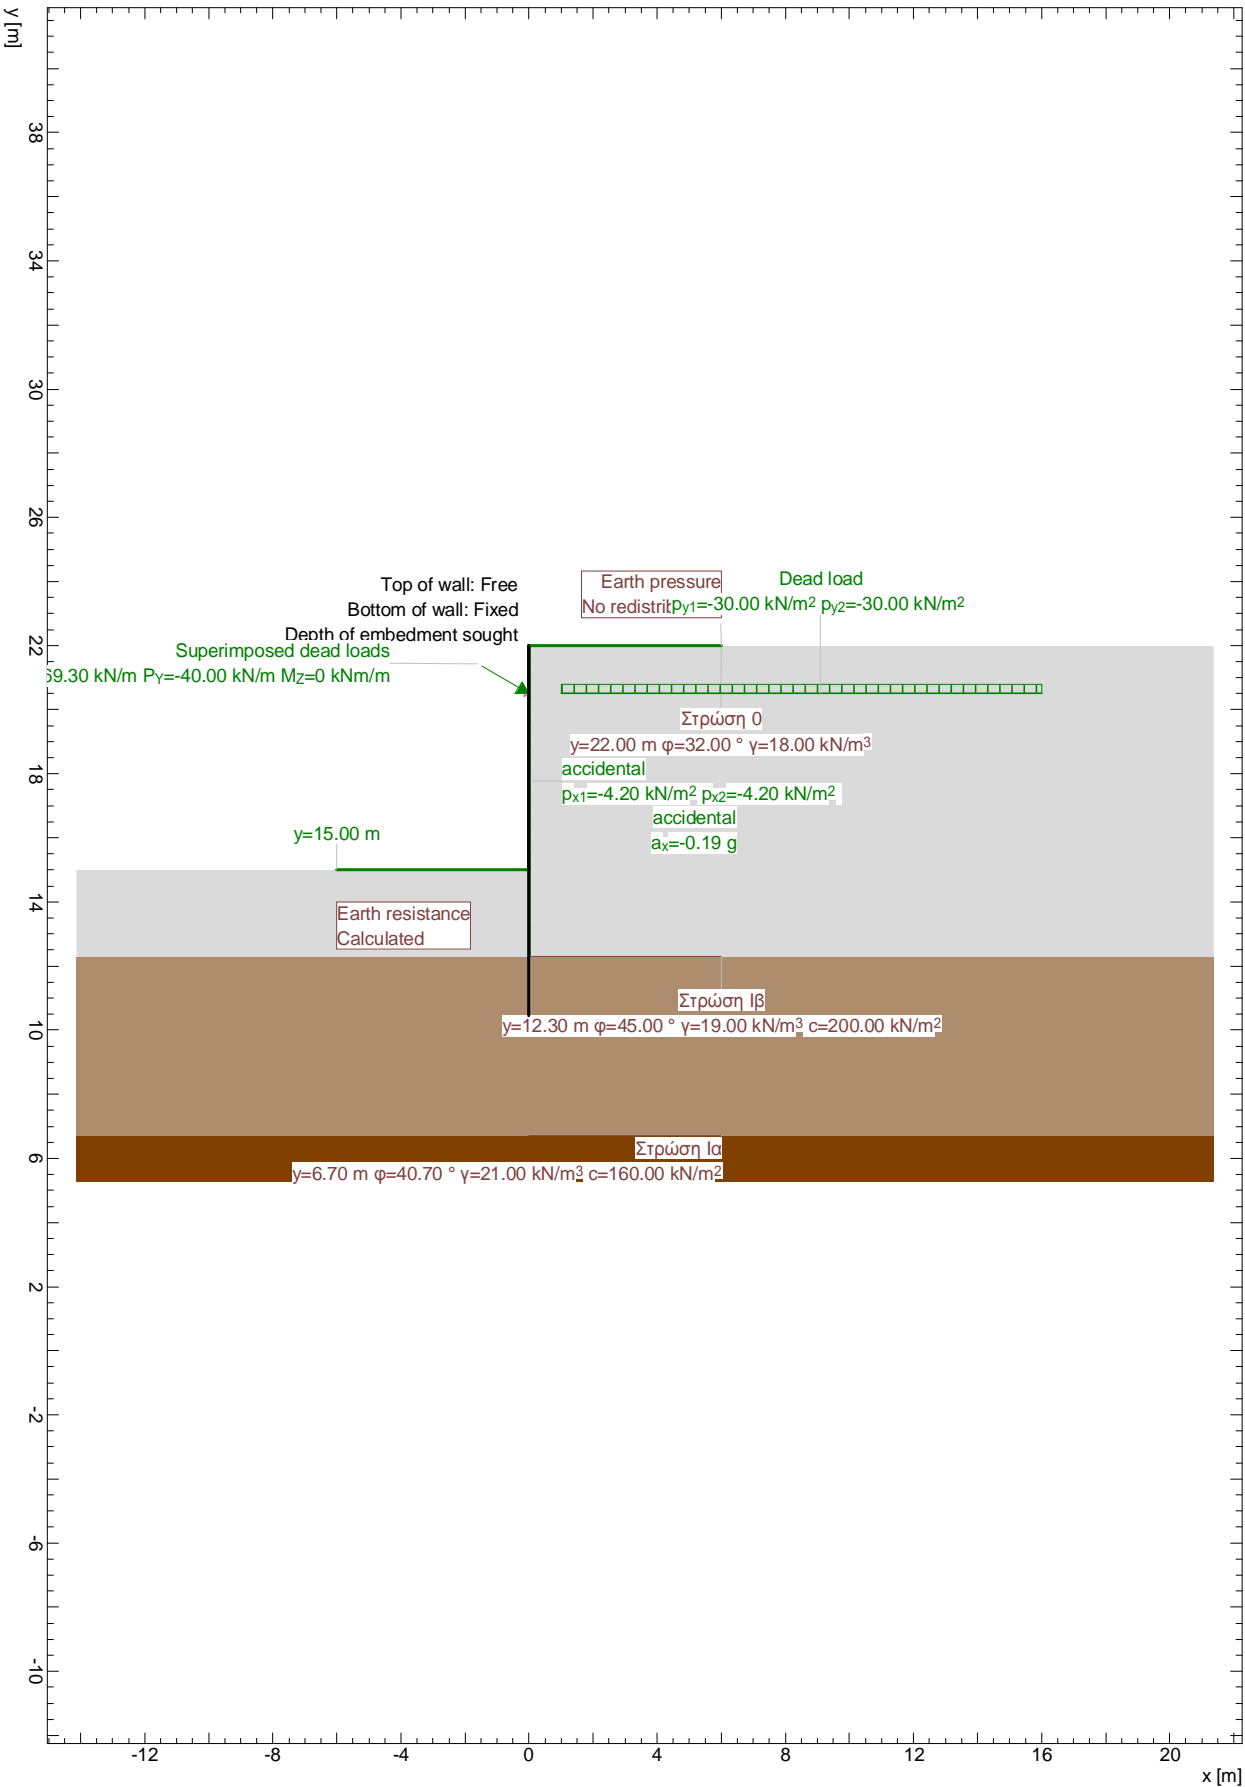 y [m]
38
34
30
26
22
18
14
10
6
2
-2
-6
-10
Top of wall: Free
Bottom of wall: Fixed
Depth of embedment sought
Superimposed dead loads
69.30 kN/m PY=-40.00 kN/m MZ=0 kNm/m
Earth pressure
No redistrib
Dead load
py1=-30.00 kN/m² py2=-30.00 kN/m²
Στρώση 0
y=22.00 m φ=32.00 ° γ=18.00 kN/m³
accidental
px1=-4.20 kN/m² px2=-4.20 kN/m²
accidental
ax=-0.19 g
y=15.00 m
Earth resistance
Calculated
Στρώση Ιβ
y=12.30 m φ=45.00 ° γ=19.00 kN/m³ c=200.00 kN/m²
Στρώση Ια
y=6.70 m φ=40.70 ° γ=21.00 kN/m³ c=160.00 kN/m²
-12 -8 -4 0 4 8 12 16 20
x [m]